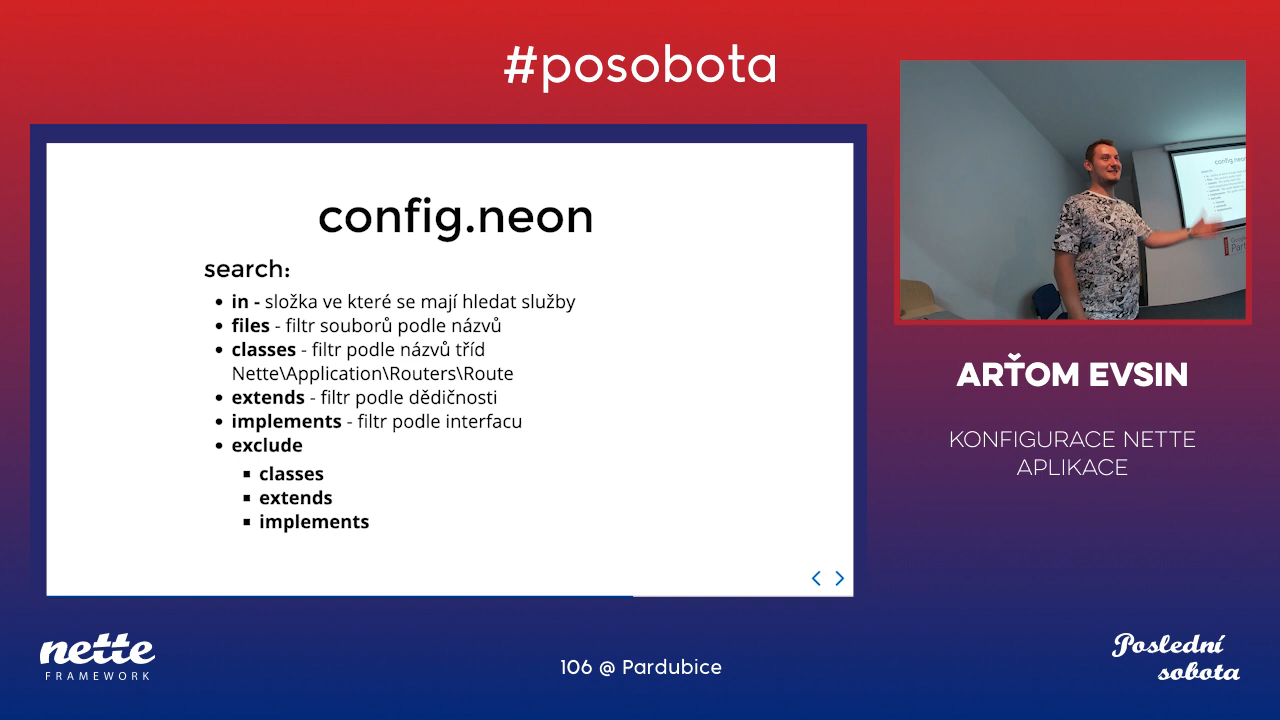 #posobota
config.neon
search:
in - složka ve které se mají hledat služby
files - filtr souborů podle názvů
classes - filtr podle názvů tříd
Nette\Application\Routers\Route
extends - filtr podle dědičnosti
implements - filtr podle interfacu
exclude
classes
extends
implements
config.neon
ARŤOM EVSIN
KONFIGURACE NETTE
APLIKACE
nette
FRAMEWORK
106 @ Pardubice
Poslední
sobota